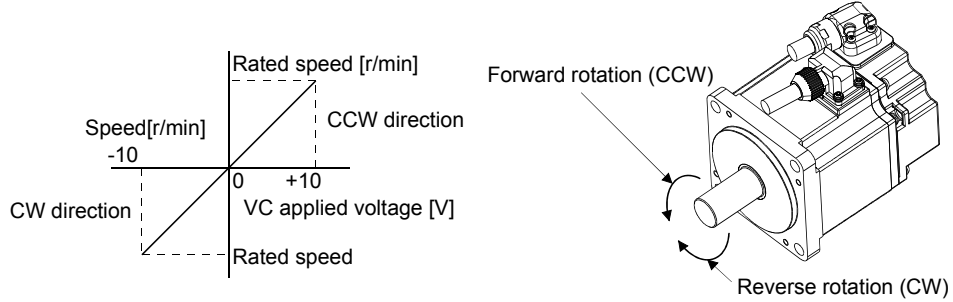 Rated speed [r/min]
Forward rotation (CCW)
CCW direction
Speed[r/min]
-10
0
+10
CW direction
VC applied voltage [V]
Rated speed
Reverse rotation (CW)